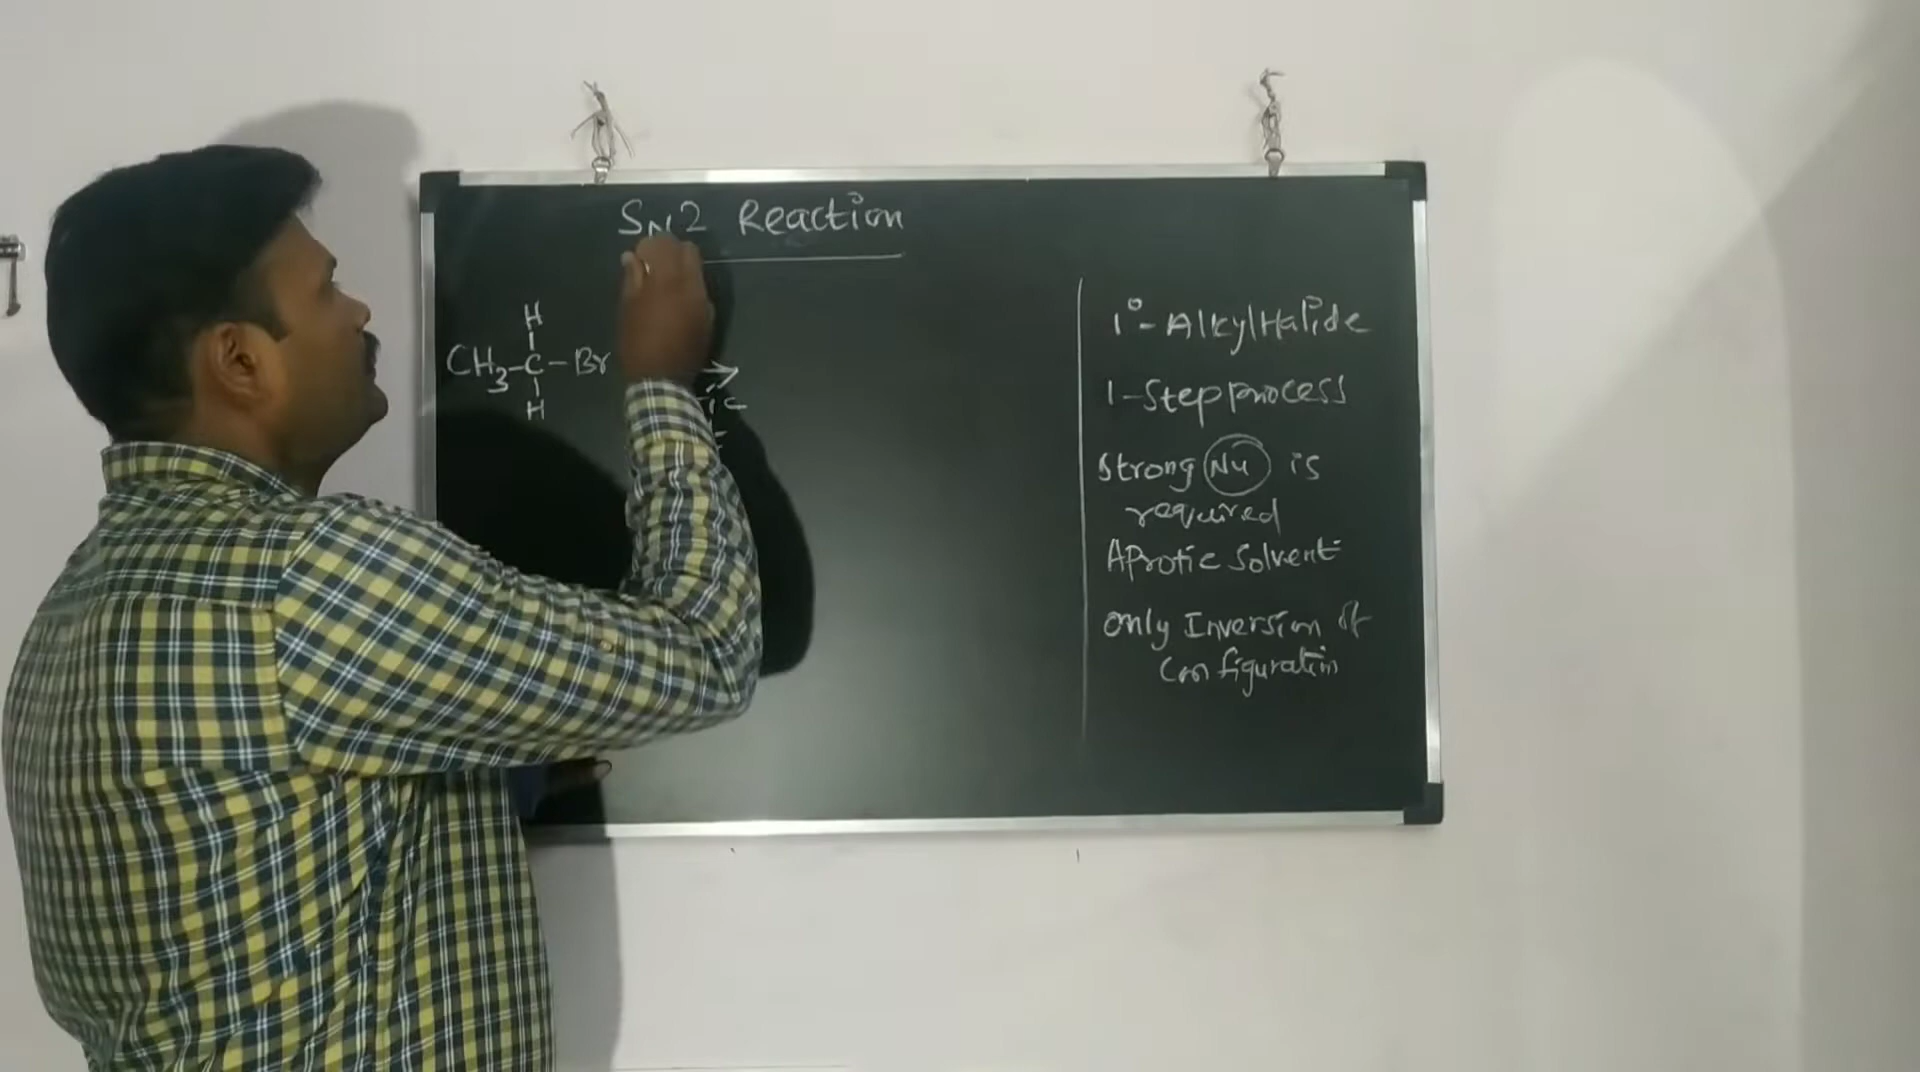 SN2 Reaction
H
CH3-C-Br
H
1°-AlkylHalide
1-Step process
Strong Nu is
required
Aprotic Solvent
only Inversion of
Configuration